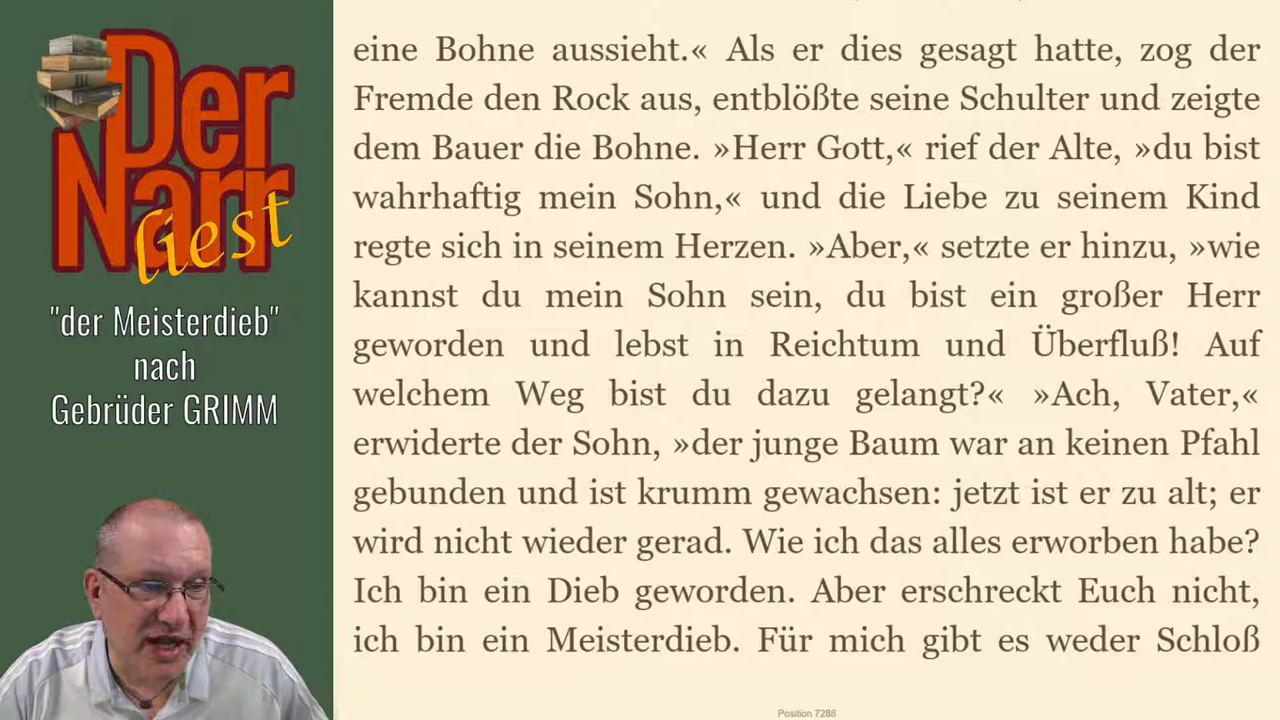 Der
Narr
liest
"der Meisterdieb"
nach
Gebrüder GRIMM
eine Bohne aussieht.« Als er dies gesagt hatte, zog der
Fremde den Rock aus, entblößte seine Schulter und zeigte
dem Bauer die Bohne. »Herr Gott,« rief der Alte, »du bist
wahrhaftig mein Sohn,« und die Liebe zu seinem Kind
regte sich in seinem Herzen. »Aber,« setzte er hinzu, »wie
kannst du mein Sohn sein, du bist ein großer Herr
geworden und lebst in Reichtum und Überfluß! Auf
welchem Weg bist du dazu gelangt?« »Ach, Vater,«
erwiderte der Sohn, »der junge Baum war an keinen Pfahl
gebunden und ist krumm gewachsen: jetzt ist er zu alt; er
wird nicht wieder gerad. Wie ich das alles erworben habe?
Ich bin ein Dieb geworden. Aber erschreckt Euch nicht,
ich bin ein Meisterdieb. Für mich gibt es weder Schloß
Position 7288